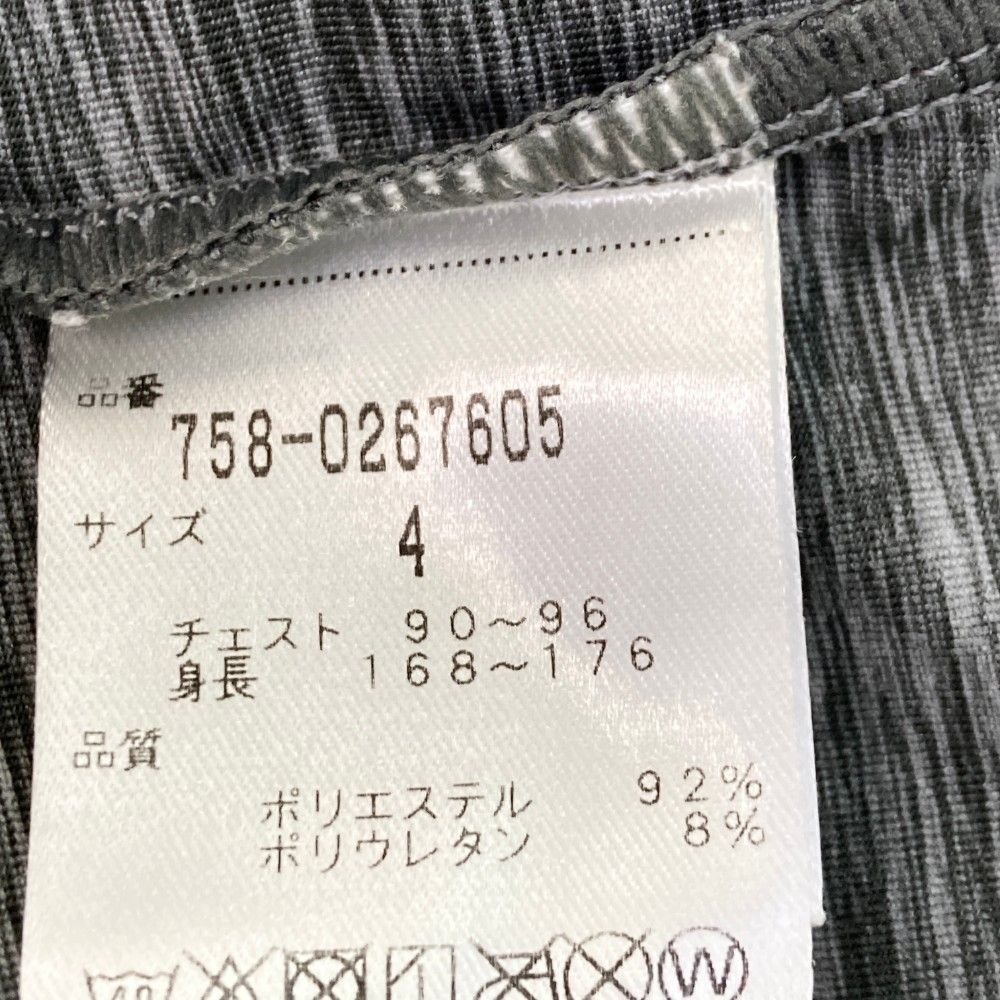 品番
758-0267605
サイズ 4
チェスト 90～96
身長 168～176
品質
ポリエステル 92%
ポリウレタン 8%
40 W